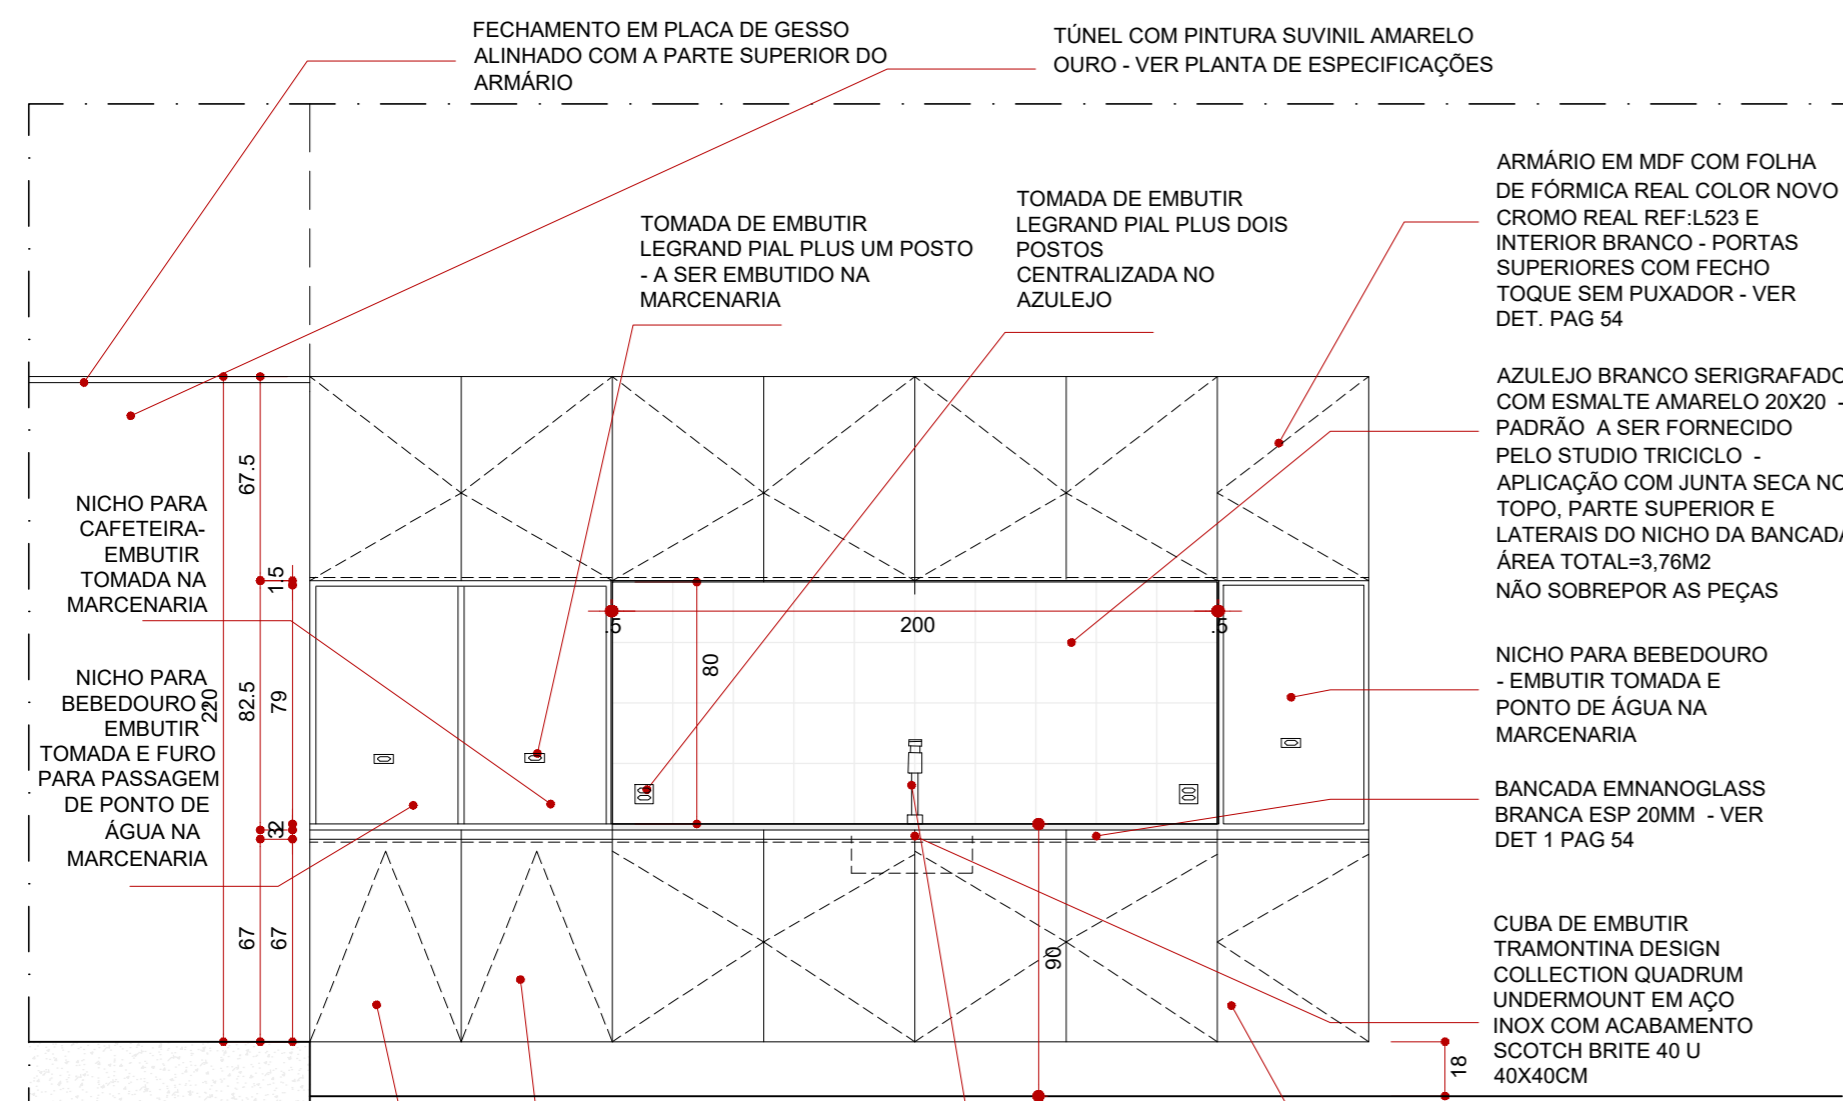 FECHAMENTO EM PLACA DE GESSO
ALINHADO COM A PARTE SUPERIOR DO
ARMÁRIO
TÚNEL COM PINTURA SUVINIL AMARELO
OURO - VER PLANTA DE ESPECIFICAÇÕES
TOMADA DE EMBUTIR
LEGRAND PIAL PLUS UM POSTO
- A SER EMBUTIDO NA
MARCENARIA
TOMADA DE EMBUTIR
LEGRAND PIAL PLUS DOIS
POSTOS
CENTRALIZADA NO
AZULEJO
ARMÁRIO EM MDF COM FOLHA
DE FÓRMICA REAL COLOR NOVO
CROMO REAL REF:L523 E
INTERIOR BRANCO - PORTAS
SUPERIORES COM FECHO
TOQUE SEM PUXADOR - VER
DET. PAG 54
AZULEJO BRANCO SERIGRAFADO
COM ESMALTE AMARELO 20X20 -
PADRÃO A SER FORNECIDO
PELO STUDIO TRICICLO -
APLICAÇÃO COM JUNTA SECA NO
TOPO, PARTE SUPERIOR E
LATERAIS DO NICHO DA BANCADA
ÁREA TOTAL=3,76M2
NÃO SOBREPOR AS PEÇAS
NICHO PARA
CAFETEIRA-
EMBUTIR
TOMADA NA
MARCENARIA
NICHO PARA
BEBEDOURO -
EMBUTIR
TOMADA E FURO
PARA PASSAGEM
DE PONTO DE
ÁGUA NA
MARCENARIA
NICHO PARA BEBEDOURO
- EMBUTIR TOMADA E
PONTO DE ÁGUA NA
MARCENARIA
BANCADA EMNANOGLASS
BRANCA ESP 20MM - VER
DET 1 PAG 54
CUBA DE EMBUTIR
TRAMONTINA DESIGN
COLLECTION QUADRUM
UNDERMOUNT EM AÇO
INOX COM ACABAMENTO
SCOTCH BRITE 40 U
40X40CM
67.5
1.5
220
82.5
79
3
2
67
67
.5
200
.5
80
90
18